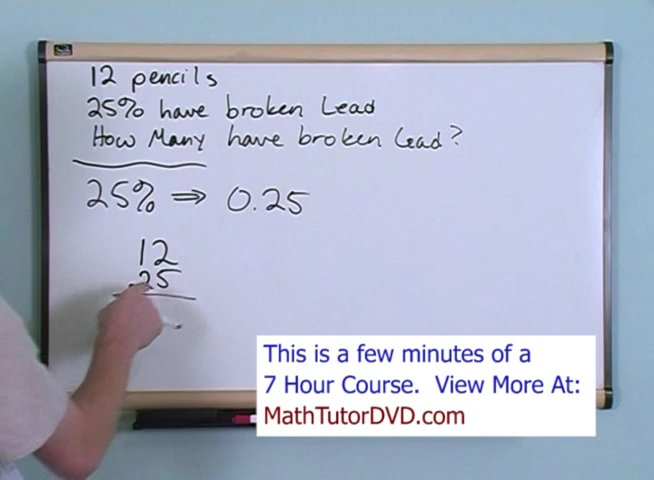 12 pencils
25% have broken Lead
How Many have broken Lead?
25% ⇒ 0.25
12
.25
This is a few minutes of a
7 Hour Course. View More At:
MathTutorDVD.com